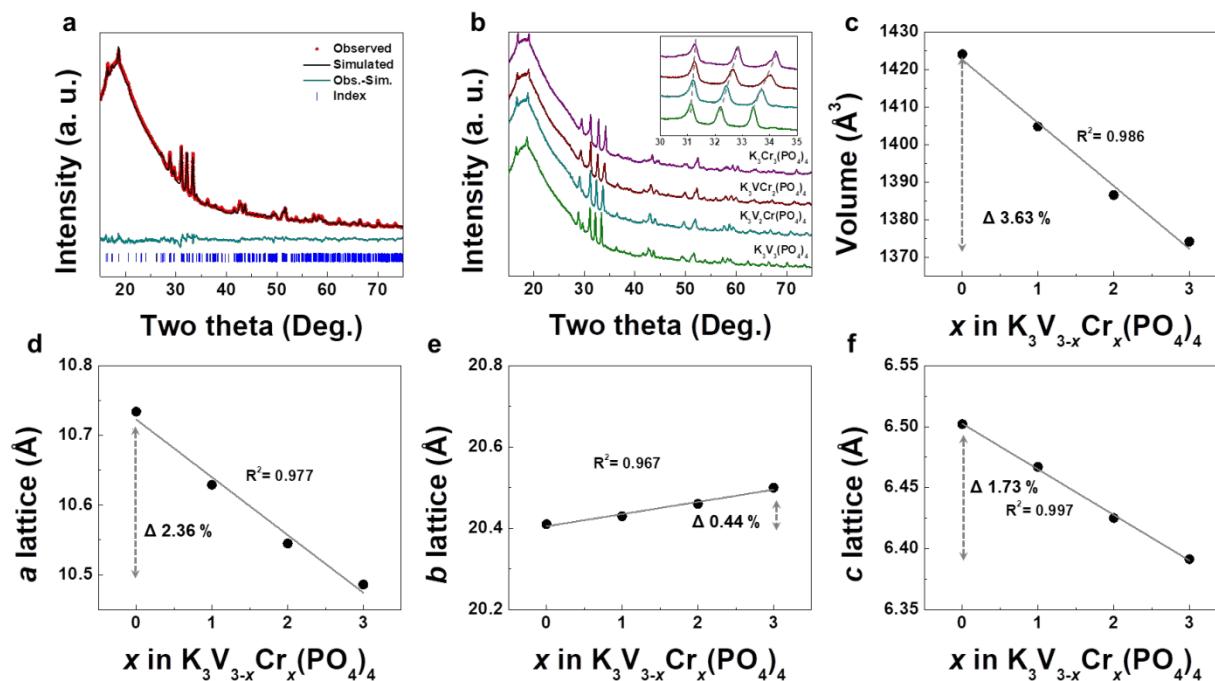 a
Intensity (a. u.)
Observed
Simulated
Obs.-Sim.
Index
20 30 40 50 60 70
Two theta (Deg.)
b
Intensity (a. u.)
30 31 32 33 34 35
K₃Cr₃(PO₄)₄
K₃VCr₂(PO₄)₄
K₃V₂Cr(PO₄)₄
K₃V₃(PO₄)₄
20 30 40 50 60 70
Two theta (Deg.)
c
Volume (Å³)
1430
1420
1410
1400
1390
1380
1370
R²= 0.986
Δ 3.63 %
0 1 2 3
x in K₃V₃₋ₓCrₓ(PO₄)₄
d
a lattice (Å)
10.8
10.7
10.6
10.5
R²= 0.977
Δ 2.36 %
0 1 2 3
x in K₃V₃₋ₓCrₓ(PO₄)₄
e
b lattice (Å)
20.8
20.6
20.4
20.2
R²= 0.967
Δ 0.44 %
0 1 2 3
x in K₃V₃₋ₓCrₓ(PO₄)₄
f
c lattice (Å)
6.55
6.50
6.45
6.40
6.35
Δ 1.73 %
R²= 0.997
0 1 2 3
x in K₃V₃₋ₓCrₓ(PO₄)₄